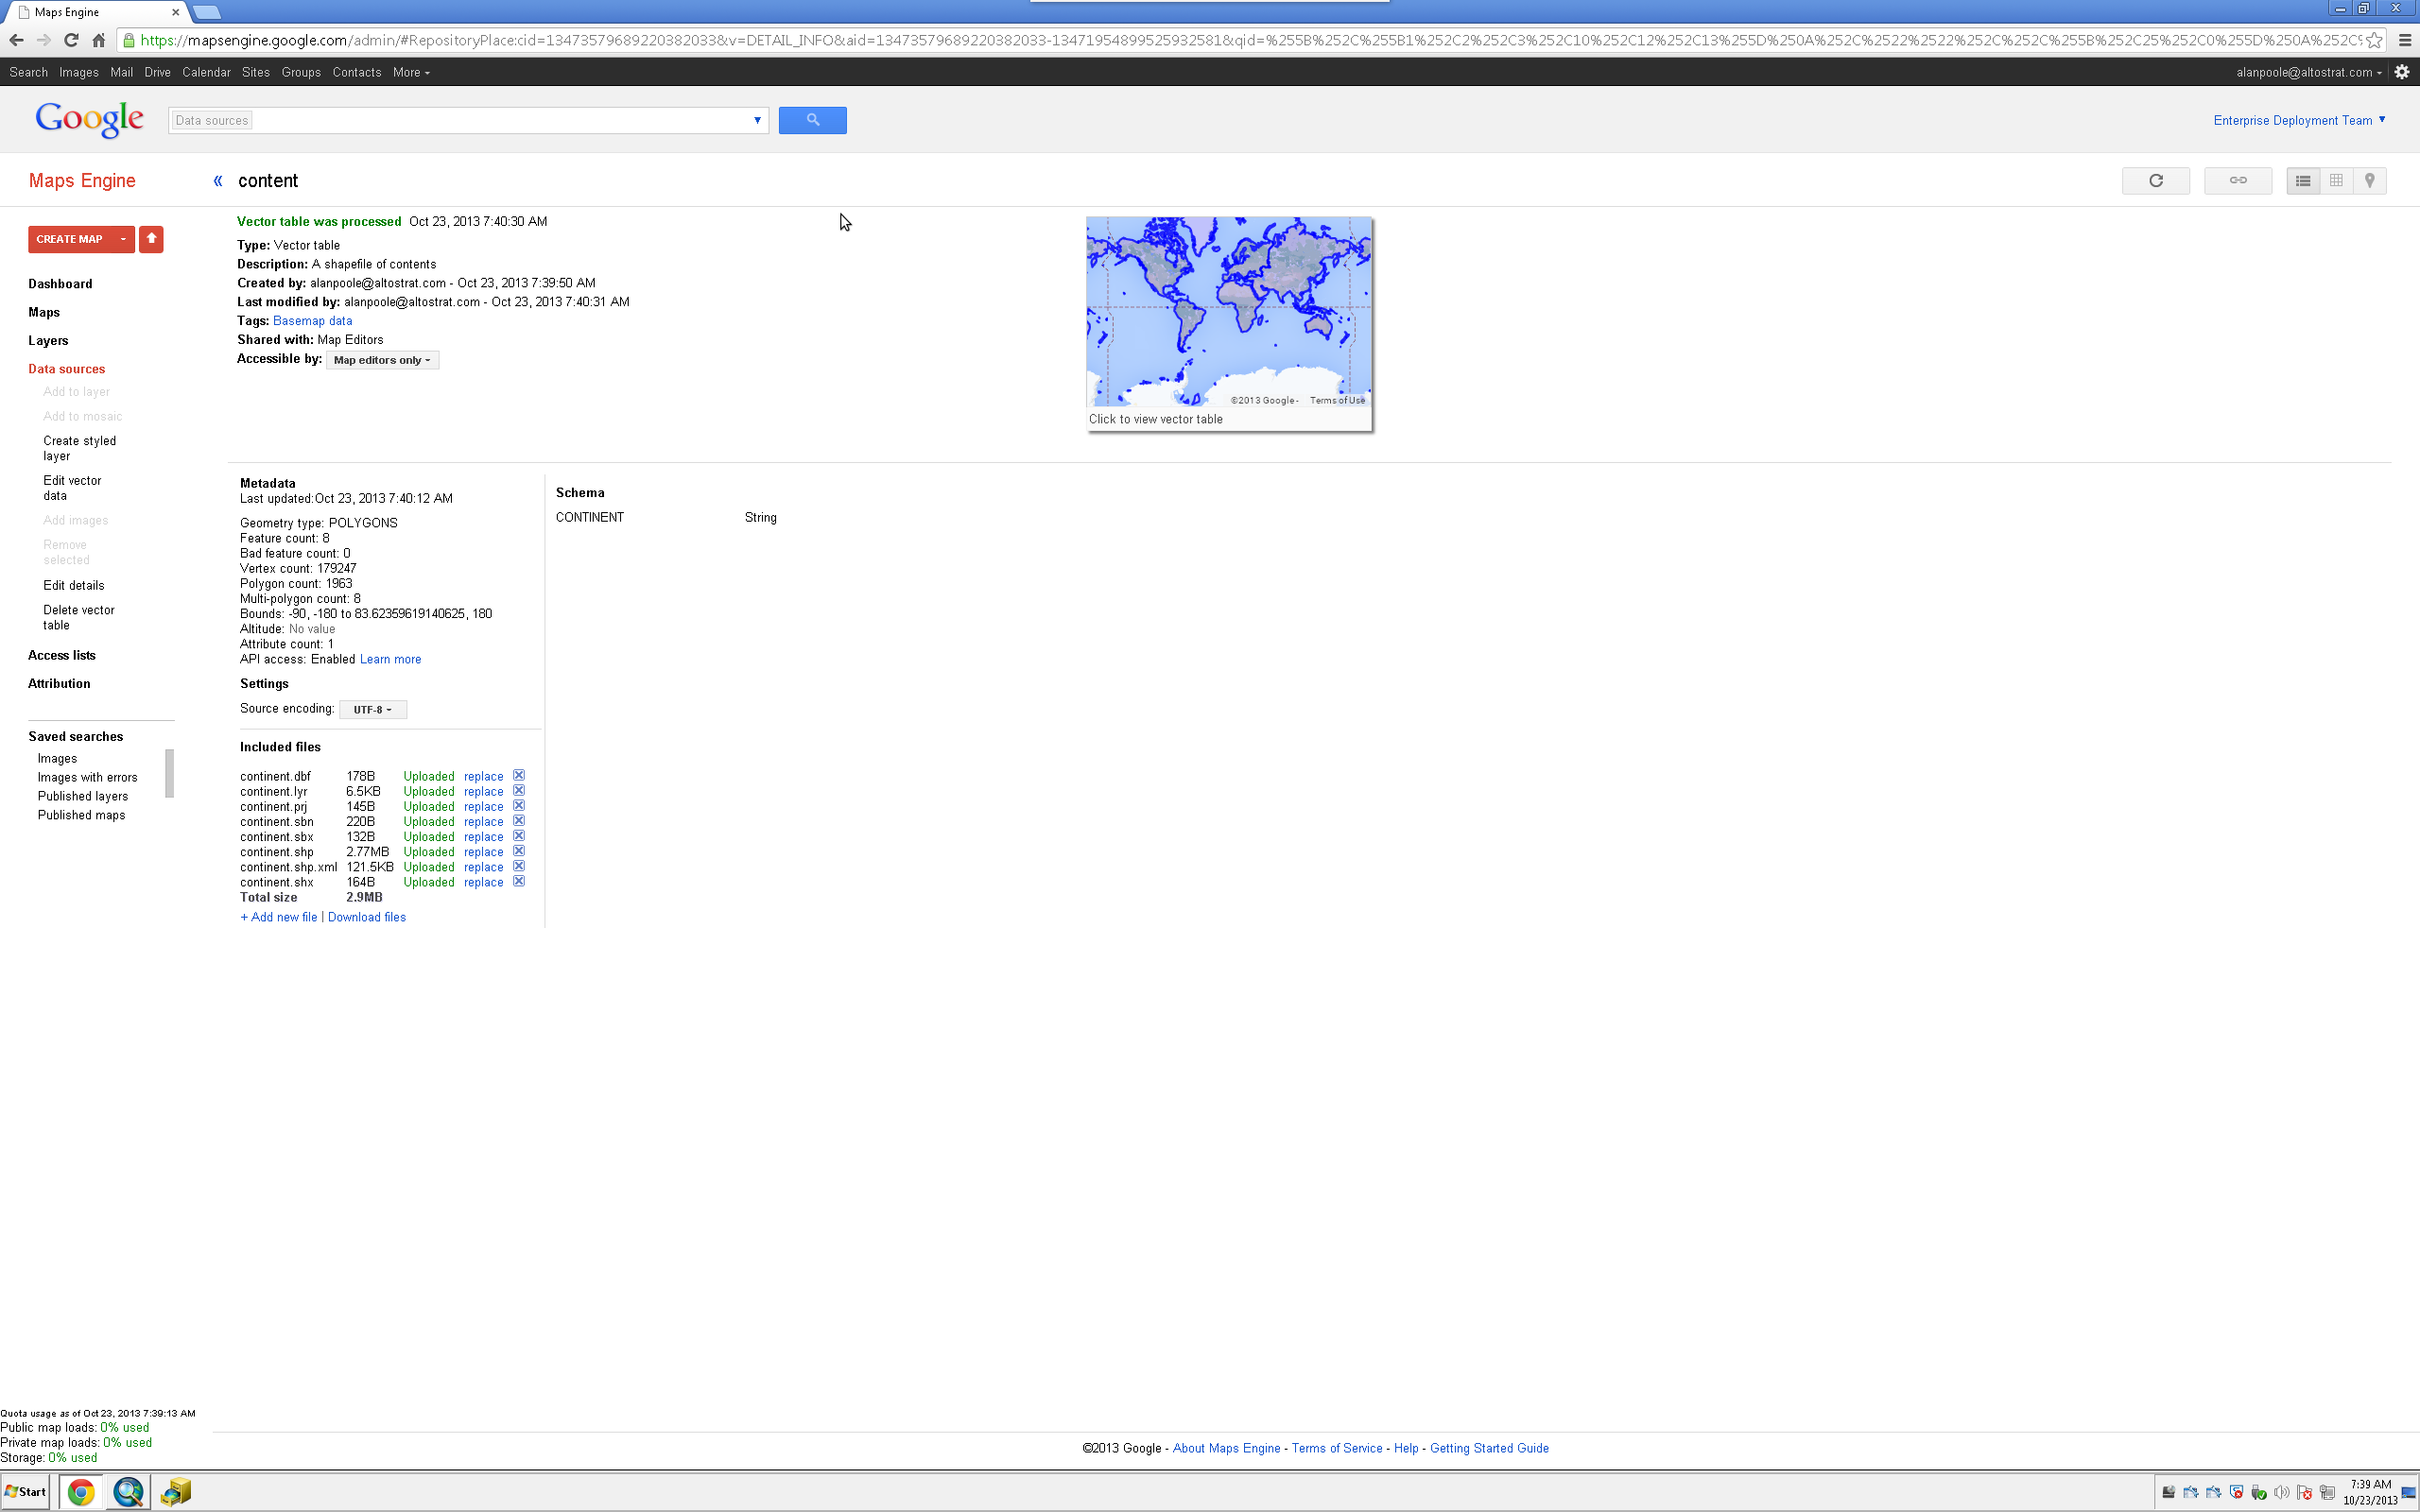 Maps Engine
https://mapsengine.google.com/admin/#RepositoryPlace:cid=13473579689220382033&v=DETAIL_INFO&aid=13473579689220382033-13471954899525932581&qid=%255B%252C%255B1%252C2%252C3%252C10%252C12%252C13%255D%250A%252C%2522%2522%252C%252C%255B%252C25%252C0%255D%250A%252C%
Search Images Mail Drive Calendar Sites Groups Contacts More
alanpoole@altostrat.com
Google
Data sources
Enterprise Deployment Team
Maps Engine
« content
CREATE MAP
Dashboard
Maps
Layers
Data sources
Add to layer
Add to mosaic
Create styled
layer
Edit vector
data
Add images
Remove
selected
Edit details
Delete vector
table
Access lists
Attribution
Saved searches
Images
Images with errors
Published layers
Published maps
Vector table was processed Oct 23, 2013 7:40:30 AM
Type: Vector table
Description: A shapefile of contents
Created by: alanpoole@altostrat.com - Oct 23, 2013 7:39:50 AM
Last modified by: alanpoole@altostrat.com - Oct 23, 2013 7:40:31 AM
Tags: Basemap data
Shared with: Map Editors
Accessible by: Map editors only
©2013 Google - Terms of Use
Click to view vector table
Metadata
Last updated:Oct 23, 2013 7:40:12 AM
Geometry type: POLYGONS
Feature count: 8
Bad feature count: 0
Vertex count: 179247
Polygon count: 1963
Multi-polygon count: 8
Bounds: -90, -180 to 83.62359619140625, 180
Altitude: No value
Attribute count: 1
API access: Enabled Learn more
Settings
Source encoding: UTF-8
Schema
CONTINENT String
Included files
continent.dbf 178B Uploaded replace
continent.lyr 6.5KB Uploaded replace
continent.prj 145B Uploaded replace
continent.sbn 220B Uploaded replace
continent.sbx 132B Uploaded replace
continent.shp 2.77MB Uploaded replace
continent.shp.xml 121.5KB Uploaded replace
continent.shx 164B Uploaded replace
Total size 2.9MB
+ Add new file | Download files
Quota usage as of Oct 23, 2013 7:39:13 AM
Public map loads: 0% used
Private map loads: 0% used
Storage: 0% used
©2013 Google - About Maps Engine - Terms of Service - Help - Getting Started Guide
Start
7:39 AM
10/23/2013